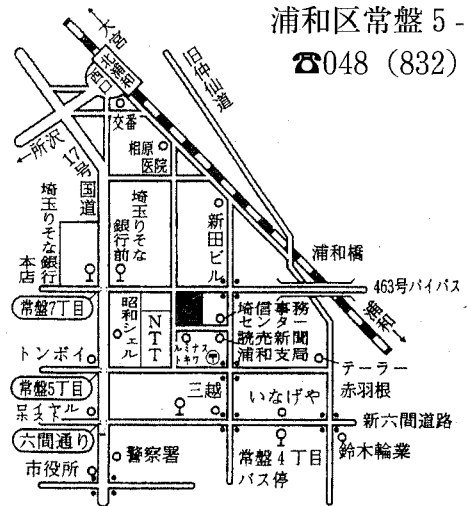 浦和区常盤5-
☎048（832）
大宮
北浦和
西口
旧仲仙道
交番
←所沢
17号国道
相原
医院
埼玉りそな銀行
本店
埼玉りそな
銀行前
新田ビル
浦和橋
463号バイパス
浦和
常盤7丁目
昭和シェル
NTT
埼信事務
センター
読売新聞
浦和支局
ルミナス
トキワ
〒
トンボイ
テーラー
赤羽根
常盤5丁目
三越
いなげや
新六間道路
六間通り
市役所
警察署
常盤4丁目
バス停
鈴木輪業